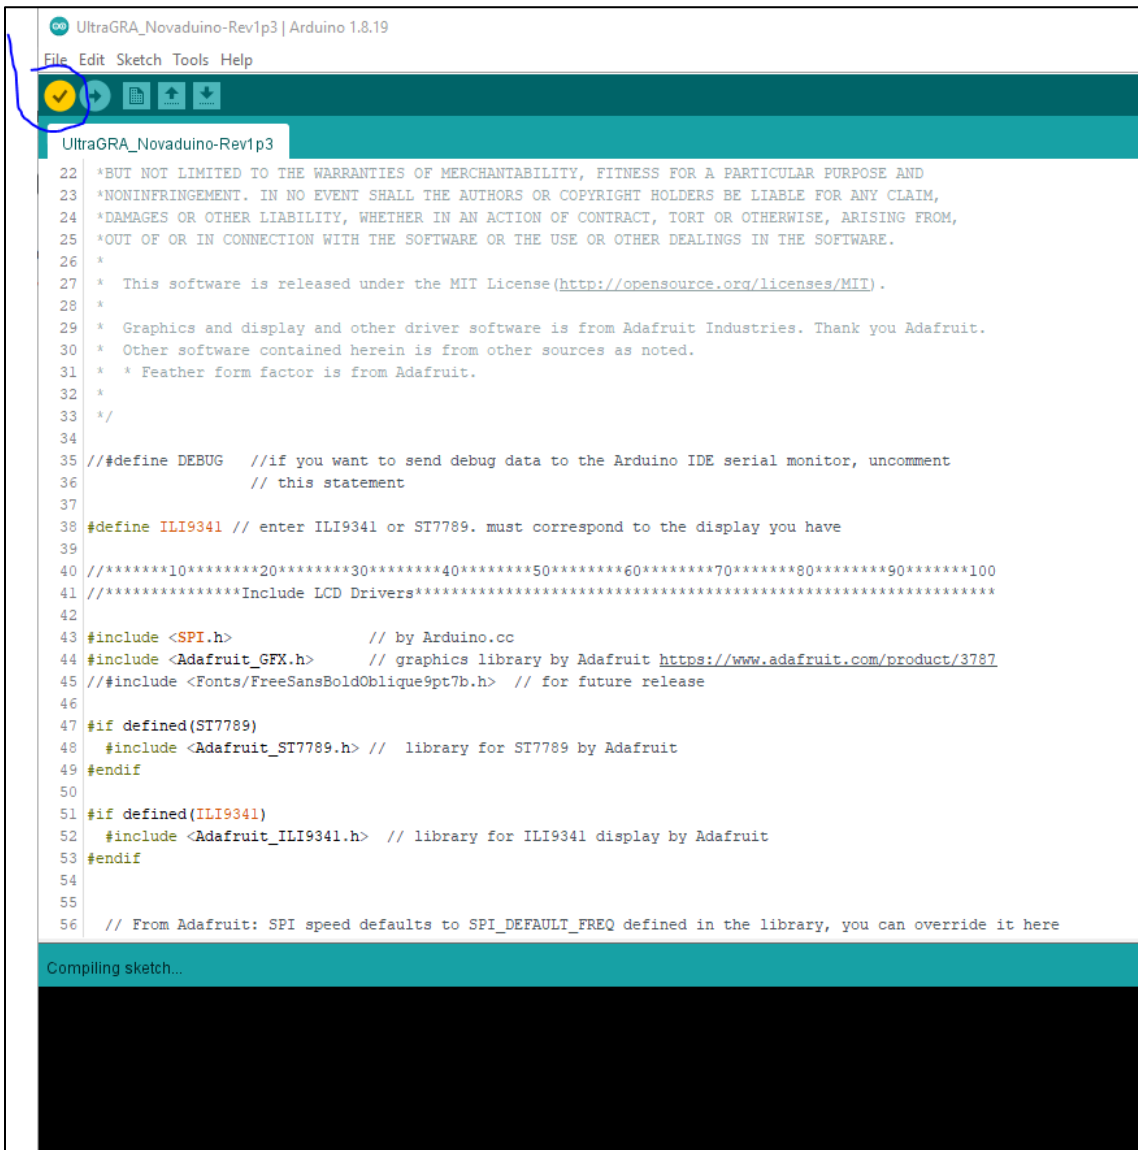 UltraGRA_Novaduino-Rev1p3 | Arduino 1.8.19
File Edit Sketch Tools Help
UltraGRA_Novaduino-Rev1p3
22 *BUT NOT LIMITED TO THE WARRANTIES OF MERCHANTABILITY, FITNESS FOR A PARTICULAR PURPOSE AND
23 *NONINFRINGEMENT. IN NO EVENT SHALL THE AUTHORS OR COPYRIGHT HOLDERS BE LIABLE FOR ANY CLAIM,
24 *DAMAGES OR OTHER LIABILITY, WHETHER IN AN ACTION OF CONTRACT, TORT OR OTHERWISE, ARISING FROM,
25 *OUT OF OR IN CONNECTION WITH THE SOFTWARE OR THE USE OR OTHER DEALINGS IN THE SOFTWARE.
26 *
27 *  This software is released under the MIT License(http://opensource.org/licenses/MIT).
28 *
29 *  Graphics and display and other driver software is from Adafruit Industries. Thank you Adafruit.
30 *  Other software contained herein is from other sources as noted.
31 *  * Feather form factor is from Adafruit.
32 *
33 */
34
35 //#define DEBUG   //if you want to send debug data to the Arduino IDE serial monitor, uncomment
36                   // this statement
37
38 #define ILI9341 // enter ILI9341 or ST7789. must correspond to the display you have
39
40 //*******10********20********30********40********50********60********70*******80********90*******100
41 //***************Include LCD Drivers****************************************************************
42
43 #include <SPI.h>               // by Arduino.cc
44 #include <Adafruit_GFX.h>      // graphics library by Adafruit https://www.adafruit.com/product/3787
45 //#include <Fonts/FreeSansBoldOblique9pt7b.h>  // for future release
46
47 #if defined(ST7789)
48   #include <Adafruit_ST7789.h> //  library for ST7789 by Adafruit
49 #endif
50
51 #if defined(ILI9341)
52   #include <Adafruit_ILI9341.h>  // library for ILI9341 display by Adafruit
53 #endif
54
55
56   // From Adafruit: SPI speed defaults to SPI_DEFAULT_FREQ defined in the library, you can override it here
Compiling sketch...